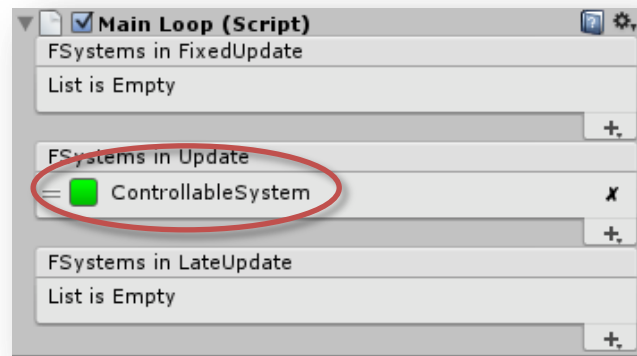 Main Loop (Script)
FSystems in FixedUpdate
List is Empty
FSystems in Update
ControllableSystem
FSystems in LateUpdate
List is Empty